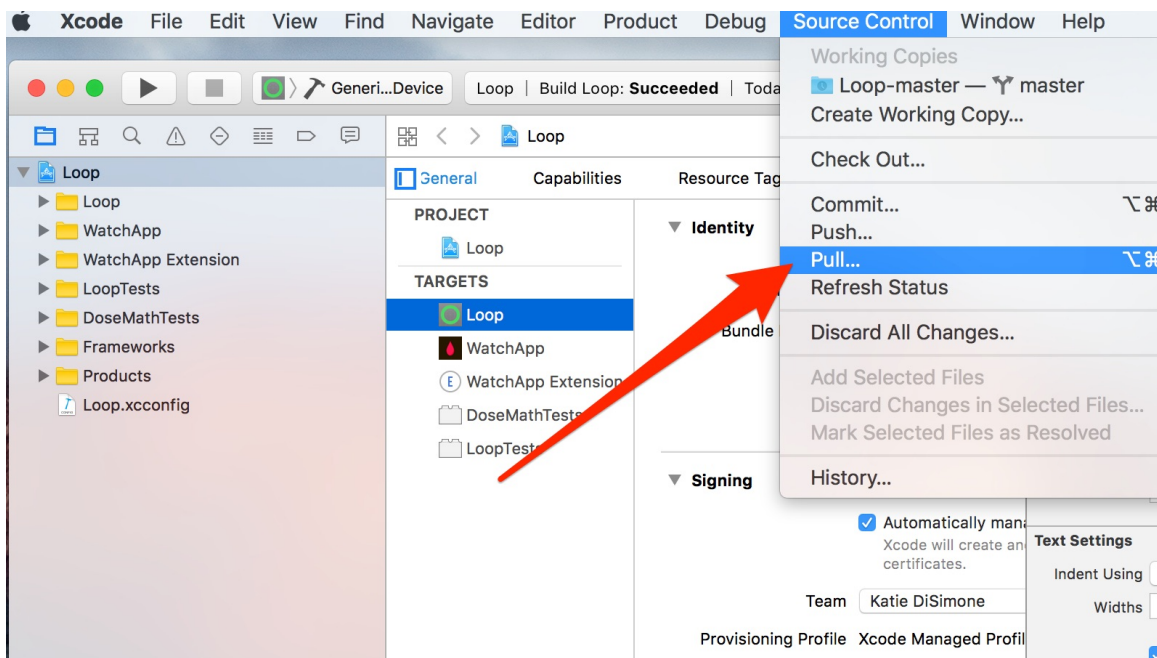 Xcode File Edit View Find Navigate Editor Product Debug Source Control Window Help
Working Copies
Loop-master — master
Create Working Copy...
Check Out...
Commit... ⌥⌘
Push...
Pull... ⌥⌘
Refresh Status
Discard All Changes...
Add Selected Files
Discard Changes in Selected Files...
Mark Selected Files as Resolved
History...
Generi...Device
Loop | Build Loop: Succeeded | Toda
Loop
Loop
Loop
WatchApp
WatchApp Extension
LoopTests
DoseMathTests
Frameworks
Products
Loop.xcconfig
General Capabilities Resource Tag
PROJECT
Loop
TARGETS
Loop
WatchApp
E WatchApp Extension
DoseMathTests
LoopTests
Identity
Bundle
Signing
Automatically mana
Xcode will create an
certificates.
Team Katie DiSimone
Provisioning Profile Xcode Managed Profil
Text Settings
Indent Using
Widths